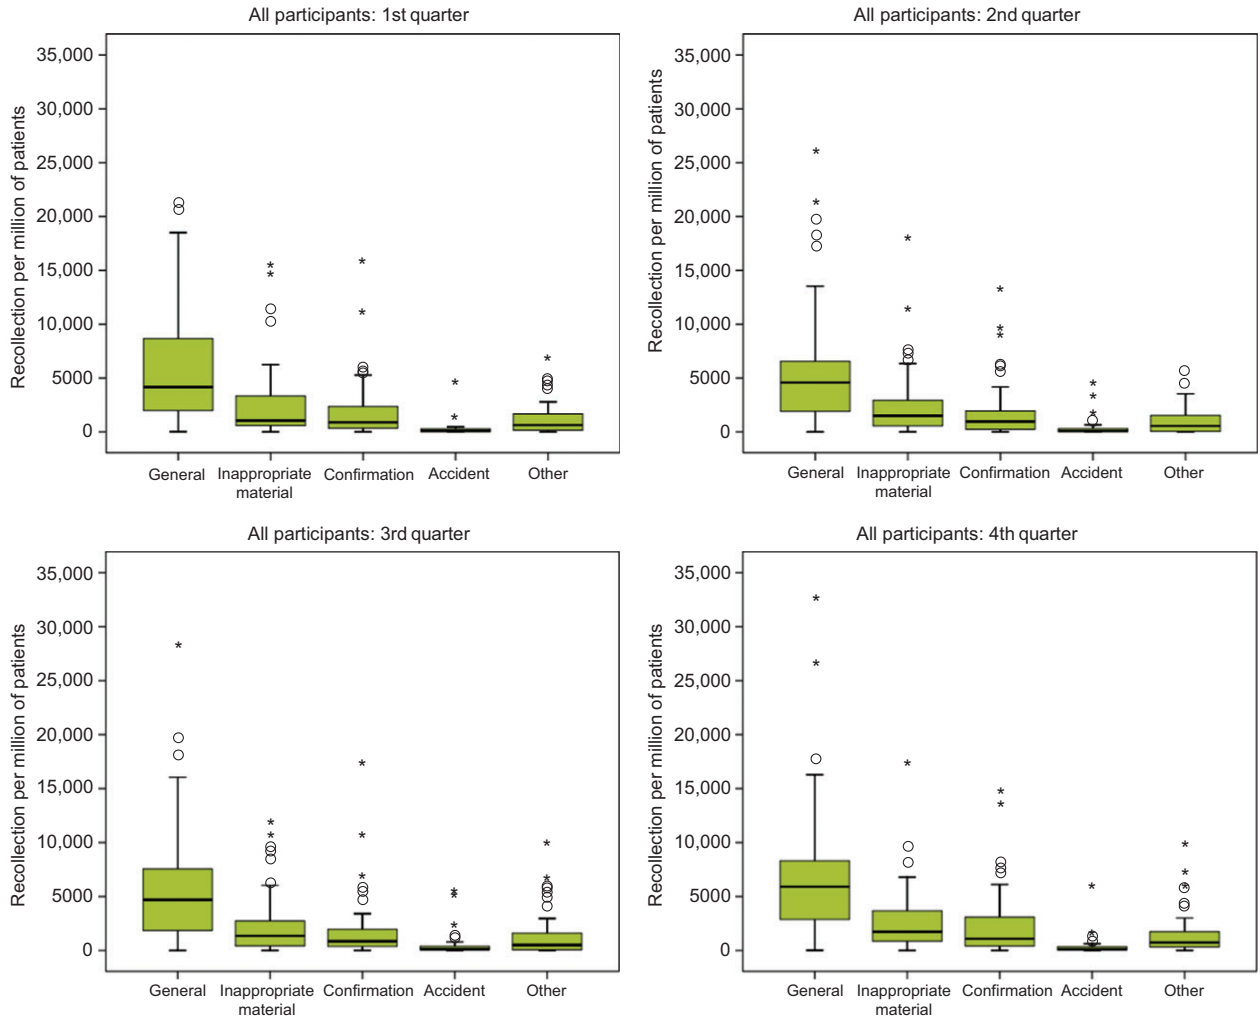 All participants: 1st quarter
Recollection per million of patients
35,000
30,000
25,000
20,000
15,000
10,000
5000
0
General
Inappropriate
material
Confirmation
Accident
Other
All participants: 2nd quarter
Recollection per million of patients
35,000
30,000
25,000
20,000
15,000
10,000
5000
0
General
Inappropriate
material
Confirmation
Accident
Other
All participants: 3rd quarter
Recollection per million of patients
35,000
30,000
25,000
20,000
15,000
10,000
5000
0
General
Inappropriate
material
Confirmation
Accident
Other
All participants: 4th quarter
Recollection per million of patients
35,000
30,000
25,000
20,000
15,000
10,000
5000
0
General
Inappropriate
material
Confirmation
Accident
Other